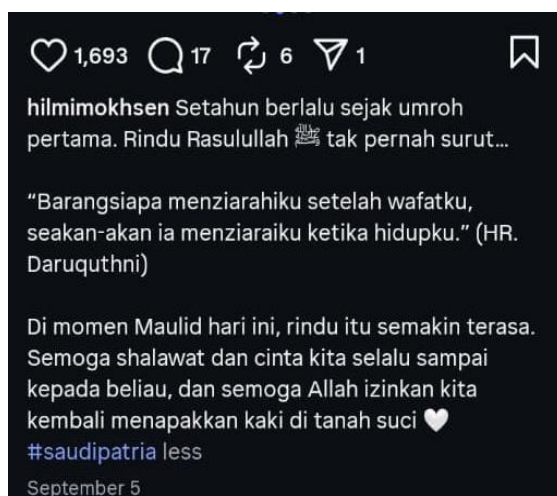 1,693 17 6 1
hilmimokhsen Setahun berlalu sejak umroh
pertama. Rindu Rasulullah ﷺ tak pernah surut...
“Barangsiapa menziarahiku setelah wafatku,
seakan-akan ia menziaraiku ketika hidupku.” (HR.
Daruquthni)
Di momen Maulid hari ini, rindu itu semakin terasa.
Semoga shalawat dan cinta kita selalu sampai
kepada beliau, dan semoga Allah izinkan kita
kembali menapakkan kaki di tanah suci 🤍
#saudipatria less
September 5